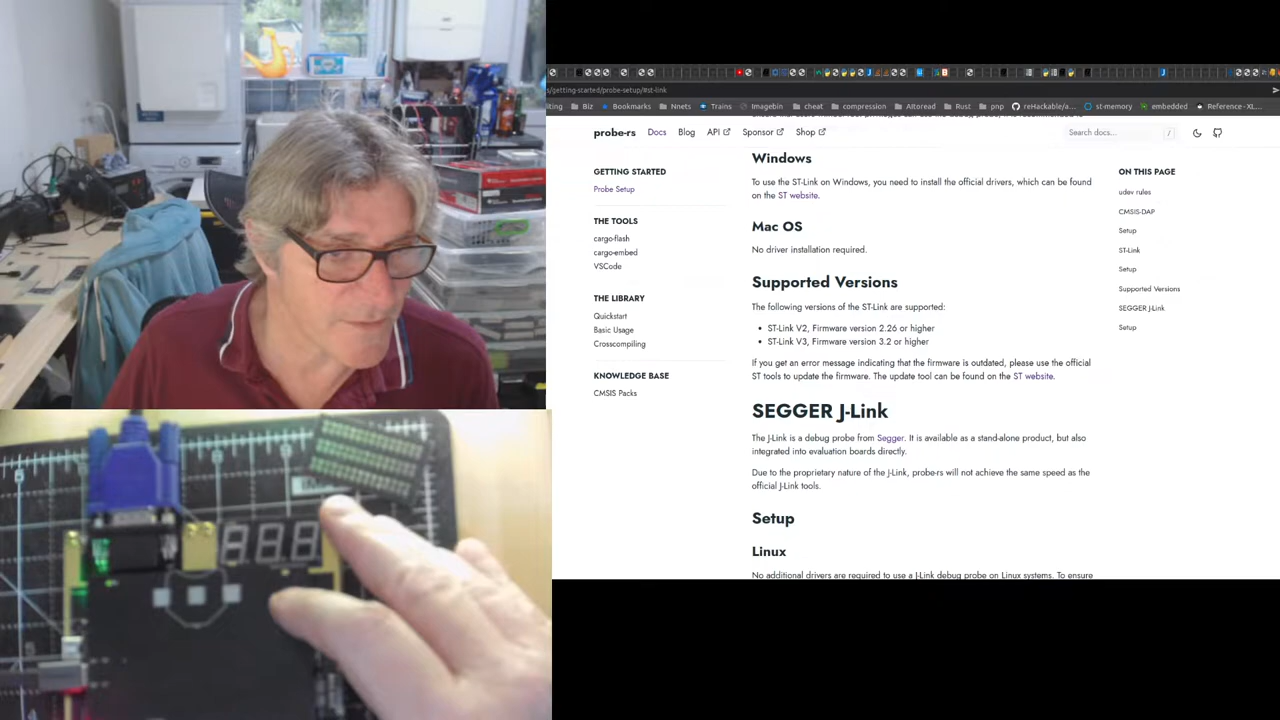 s/getting-started/probe-setup/#st-link
iting Biz Bookmarks Nnets Trains Imagebin cheat compression Attoread Rust pnp reHackable/a... st-memory embedded Reference-XL...
probe-rs Docs Blog API Sponsor Shop Search docs... /
GETTING STARTED
Probe Setup
THE TOOLS
cargo-flash
cargo-embed
VSCode
THE LIBRARY
Quickstart
Basic Usage
Crosscompiling
KNOWLEDGE BASE
CMSIS Packs
Windows
To use the ST-Link on Windows, you need to install the official drivers, which can be found
on the ST website.
Mac OS
No driver installation required.
Supported Versions
The following versions of the ST-Link are supported:
• ST-Link V2, Firmware version 2.26 or higher
• ST-Link V3, Firmware version 3.2 or higher
If you get an error message indicating that the firmware is outdated, please use the official
ST tools to update the firmware. The update tool can be found on the ST website.
SEGGER J-Link
The J-Link is a debug probe from Segger. It is available as a stand-alone product, but also
integrated into evaluation boards directly.
Due to the proprietary nature of the J-Link, probe-rs will not achieve the same speed as the
official J-Link tools.
Setup
Linux
No additional drivers are required to use a J-Link debug probe on Linux systems. To ensure
ON THIS PAGE
udev rules
CMSIS-DAP
Setup
ST-Link
Setup
Supported Versions
SEGGER J-Link
Setup